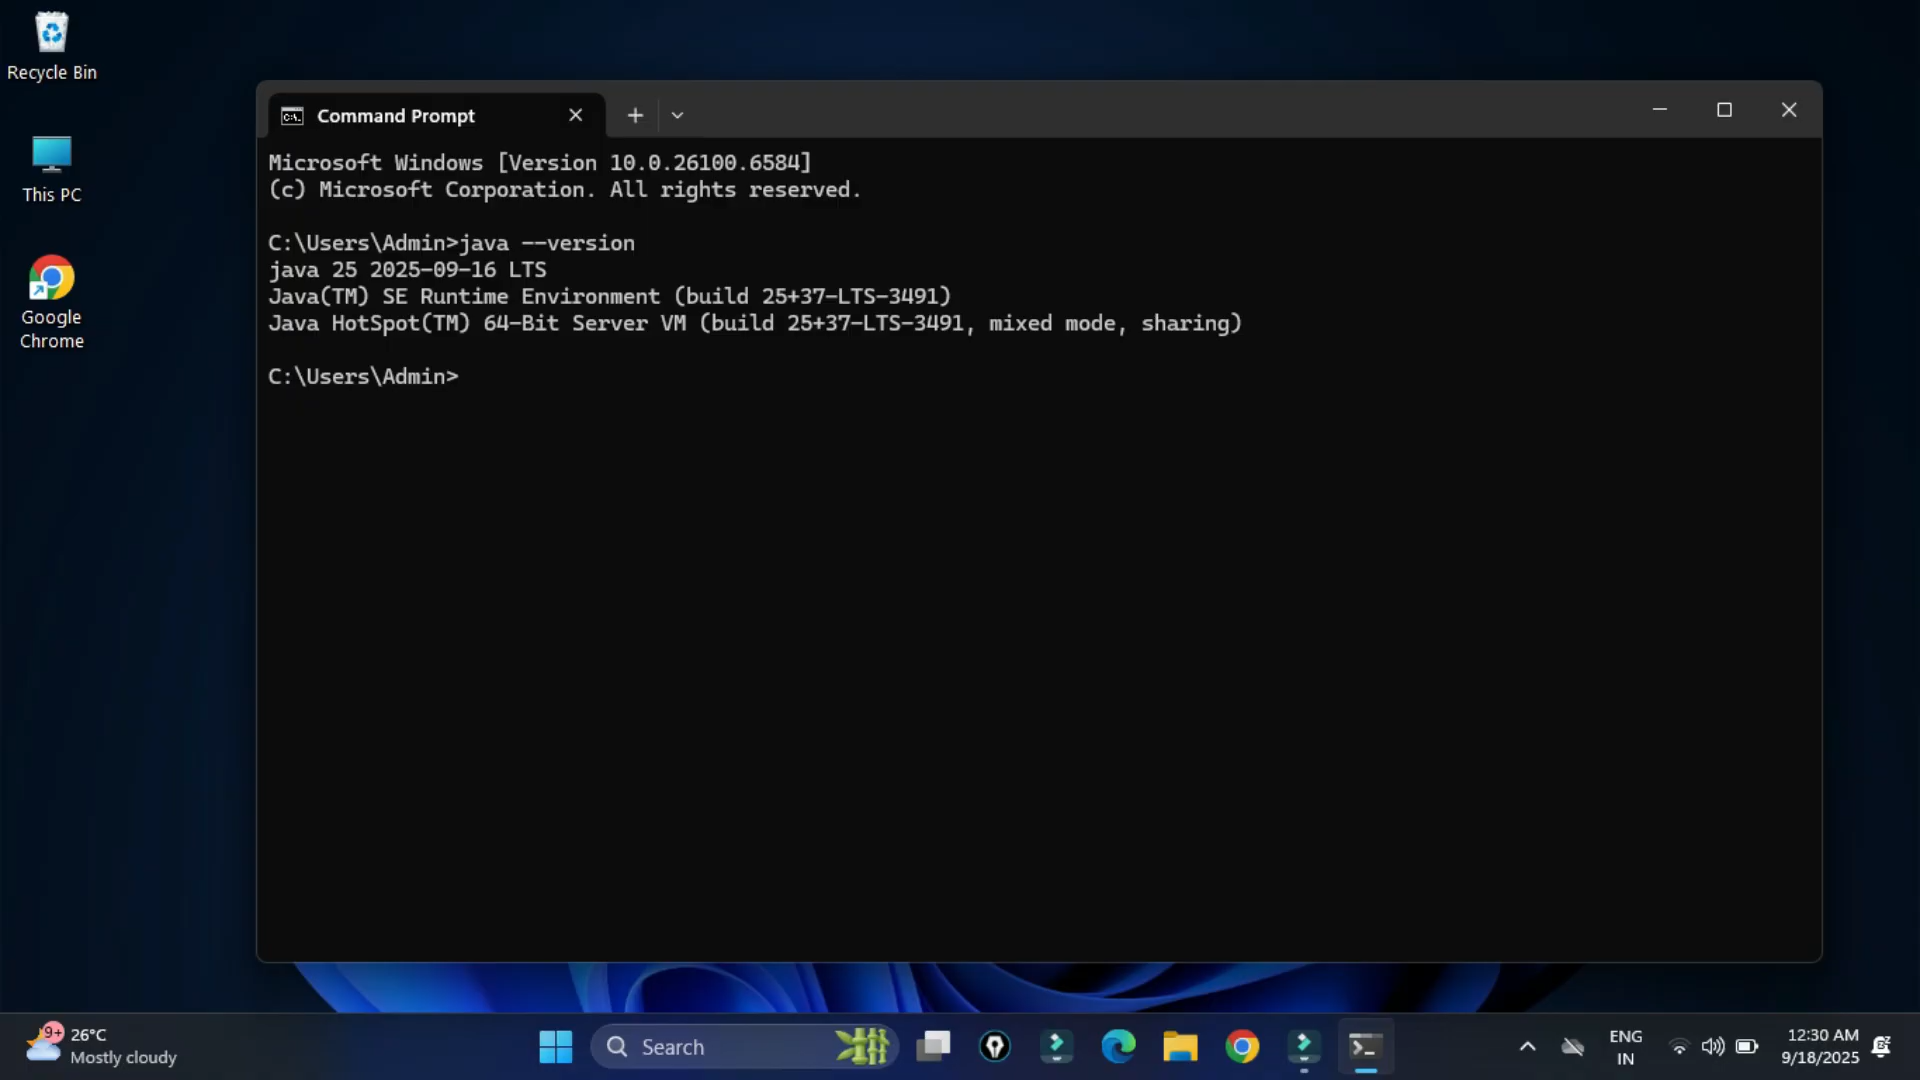 Recycle Bin
This PC
Google
Chrome
Command Prompt
Microsoft Windows [Version 10.0.26100.6584]
(c) Microsoft Corporation. All rights reserved.
C:\Users\Admin>java --version
java 25 2025-09-16 LTS
Java(TM) SE Runtime Environment (build 25+37-LTS-3491)
Java HotSpot(TM) 64-Bit Server VM (build 25+37-LTS-3491, mixed mode, sharing)
C:\Users\Admin>
9+
26°C
Mostly cloudy
Search
ENG
IN
12:30 AM
9/18/2025